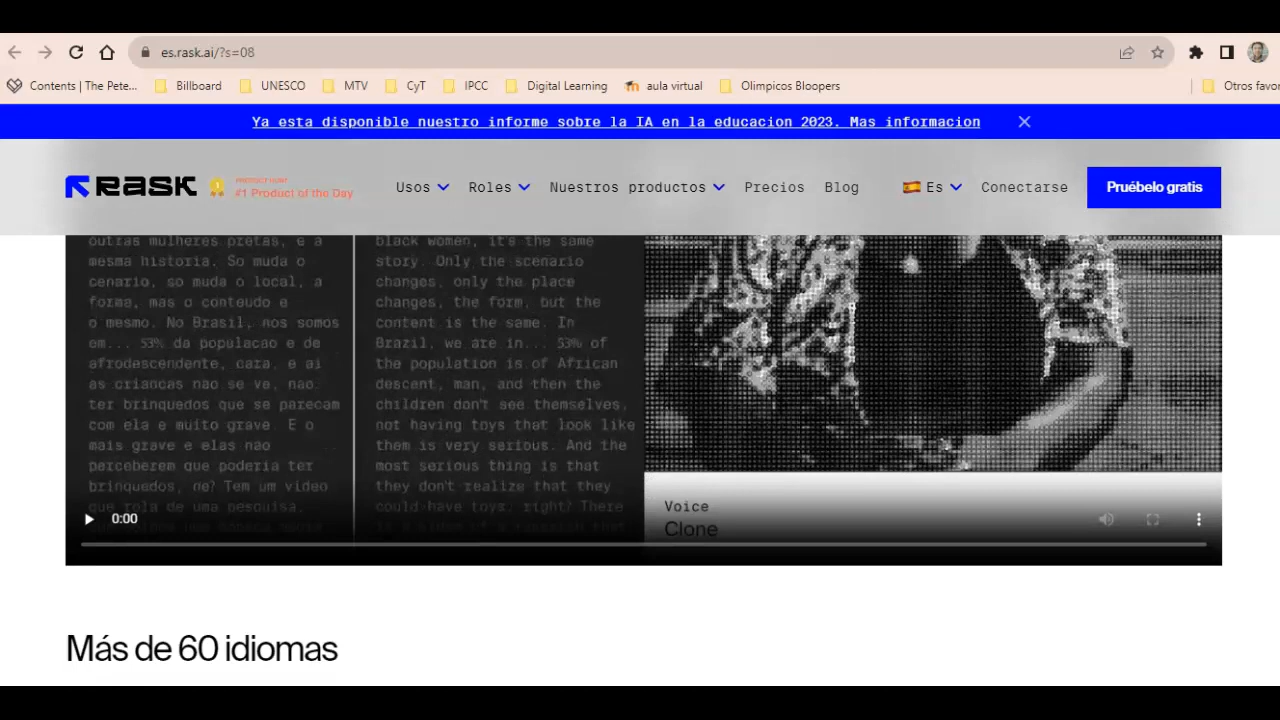 es.rask.ai/?s=08
Contents | The Pete... Billboard UNESCO MTV CyT IPCC Digital Learning aula virtual Olimpicos Bloopers Otros favor
Ya esta disponible nuestro informe sobre la IA en la educacion 2023. Mas informacion
RASK
#1 Product of the Day
Usos Roles Nuestros productos Precios Blog Es Conectarse Pruébelo gratis
outras mulheres pretas, e a
mesma historia. So muda o
cenario, so muda o local, a
forma, mas o conteudo e
o mesmo. No Brasil, nos somos
em... 53% da populacao e de
afrodescendente, cara, e ai
as criancas nao se ve, nao
ter brinquedos que se parecam
com ela e muito grave. E o
mais grave e elas nao
perceberem que poderia ter
brinquedos, ne? Tem um video
que rola de uma pesquisa,
black women, it's the same
story. Only the scenario
changes, only the place
changes, the form, but the
content is the same. In
Brazil, we are in... 53% of
the population is of African
descent, man, and then the
children don't see themselves,
not having toys that look like
them is very serious. And the
most serious thing is that
they don't realize that they
could have toys, right? There
Voice
Clone
0:00
Más de 60 idiomas